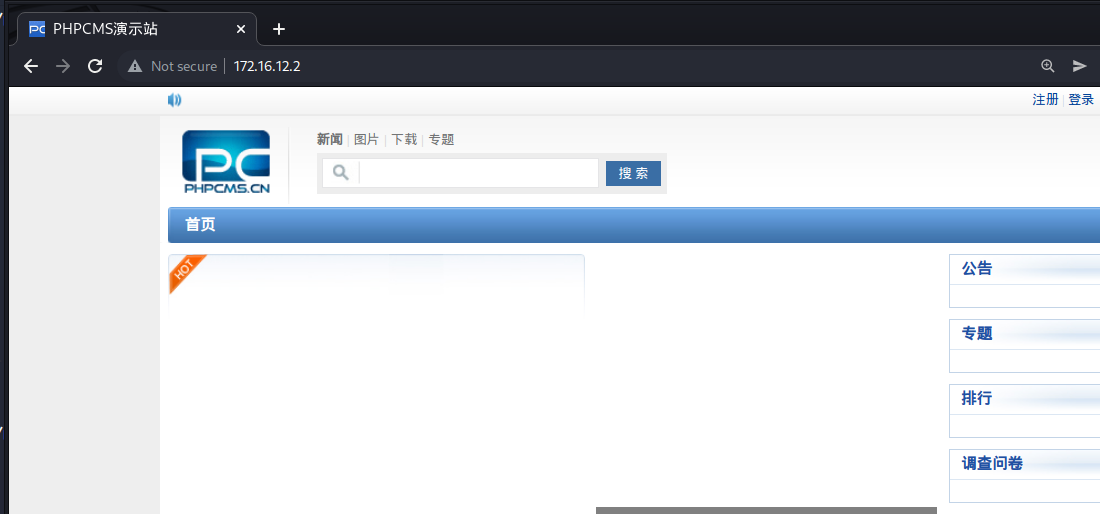 PC PHPCMS演示站
Not secure 172.16.12.2
注册 登录
新闻 | 图片 | 下载 | 专题
PC
PHPCMS.CN
搜 索
首页
HOT
公告
专题
排行
调查问卷